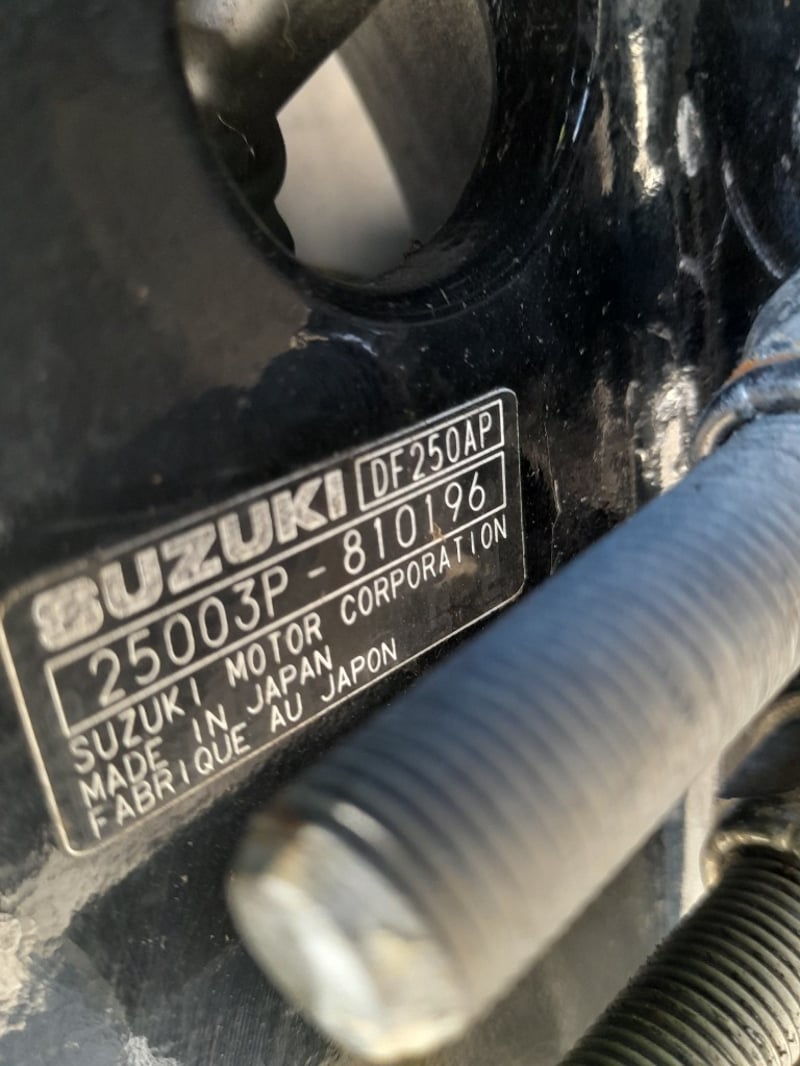 SUZUKI DF250AP
25003P - 810196
SUZUKI MOTOR CORPORATION
MADE IN JAPAN
FABRIQUE AU JAPON